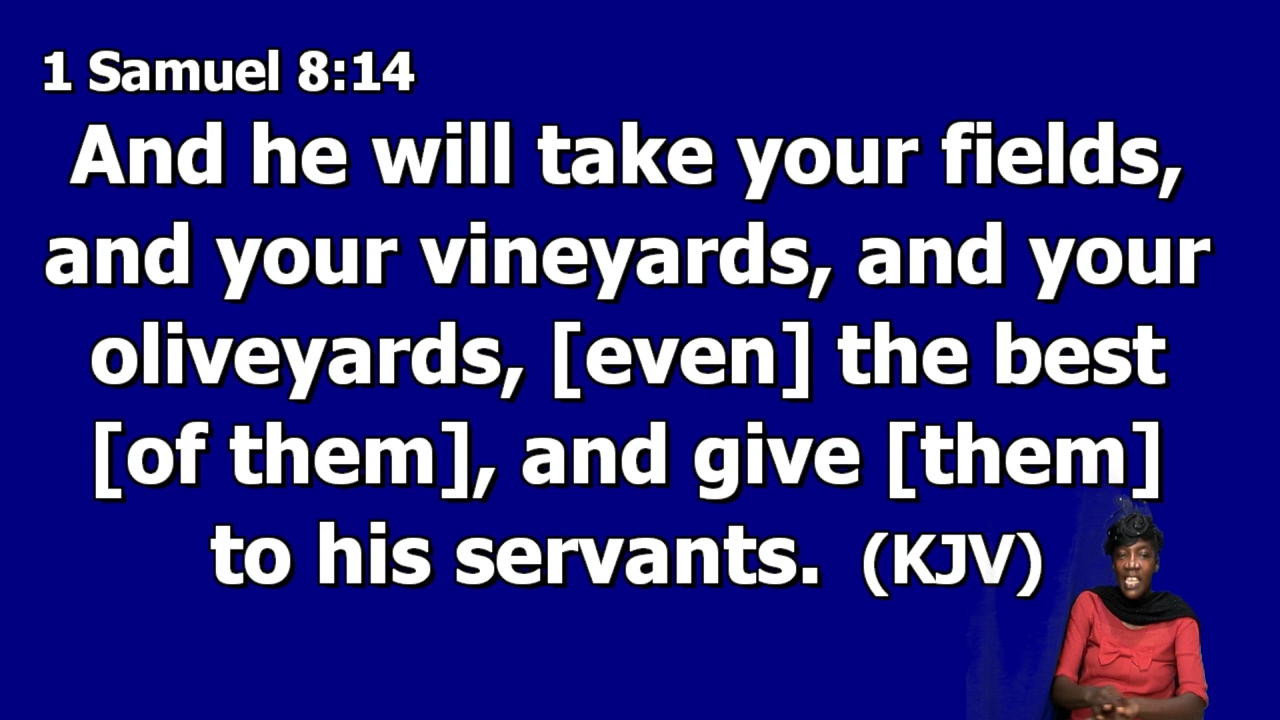 1 Samuel 8:14
And he will take your fields,
and your vineyards, and your
oliveyards, [even] the best
[of them], and give [them]
to his servants. (KJV)